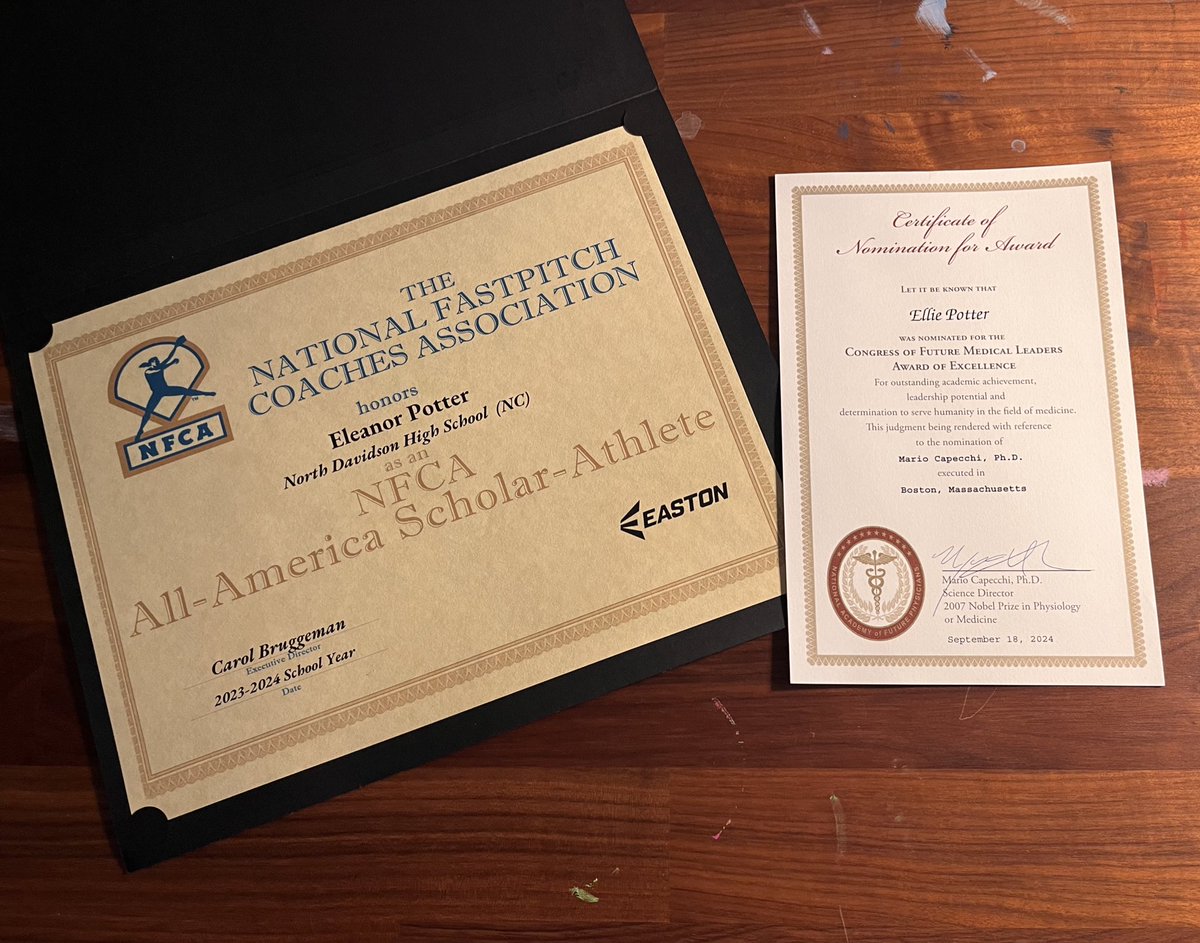 THE
NATIONAL FASTPITCH
COACHES ASSOCIATION
honors
Eleanor Potter
North Davidson High School (NC)
as an
NFCA
All-America Scholar-Athlete
NFCA
EASTON
Carol Bruggeman
Executive Director
2023-2024 School Year
Date
Certificate of
Nomination for Award
LET IT BE KNOWN THAT
Ellie Potter
WAS NOMINATED FOR THE
CONGRESS OF FUTURE MEDICAL LEADERS
AWARD OF EXCELLENCE
For outstanding academic achievement,
leadership potential and
determination to serve humanity in the field of medicine.
This judgment being rendered with reference
to the nomination of
Mario Capecchi, Ph.D.
executed in
Boston, Massachusetts
NATIONAL ACADEMY of FUTURE PHYSICIANS
Mario Capecchi, Ph.D.
Science Director
2007 Nobel Prize in Physiology
or Medicine
September 18, 2024